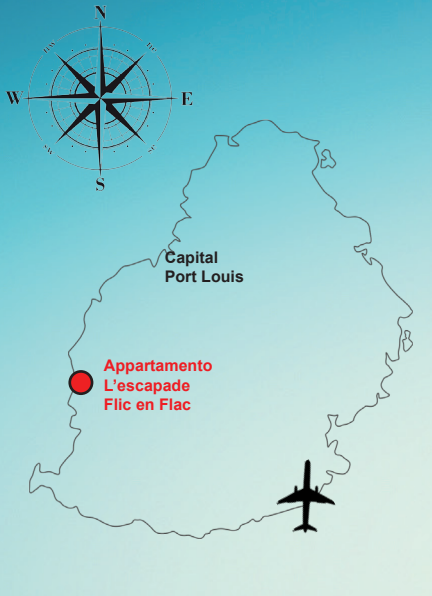 N
W
E
S
Capital
Port Louis
Appartamento
L'escapade
Flic en Flac